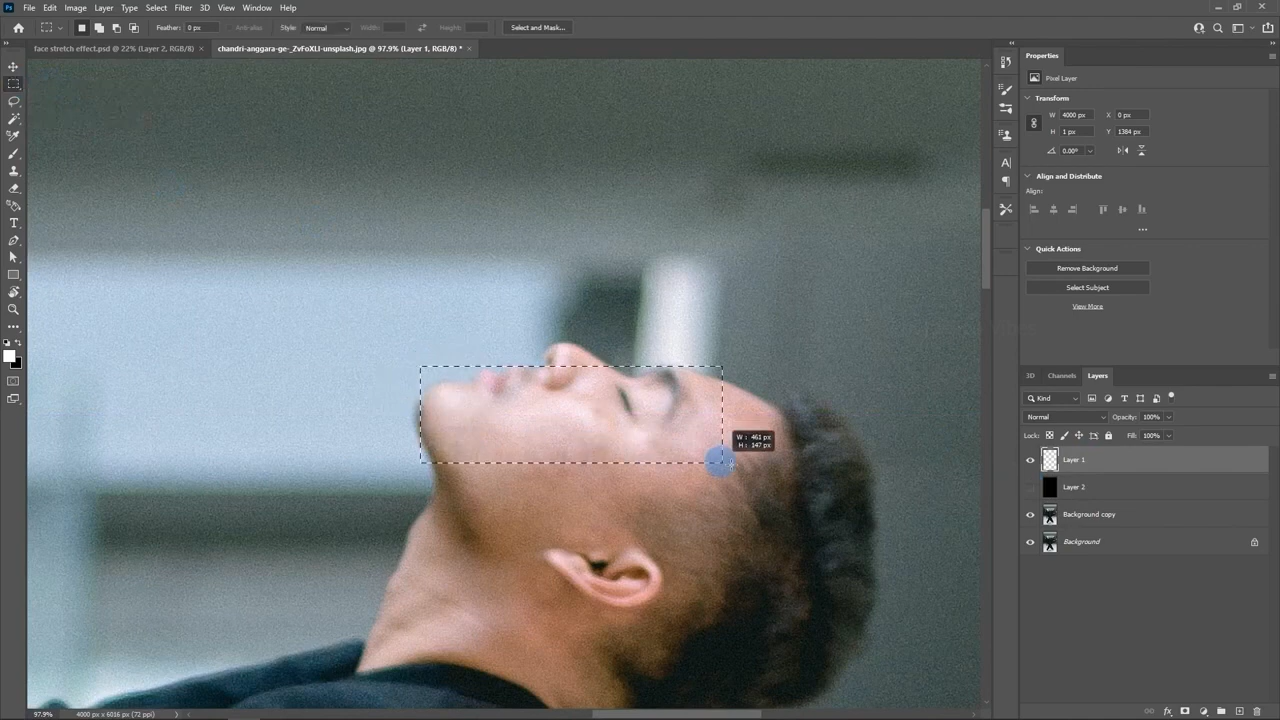 Ps File Edit Image Layer Type Select Filter 3D View Window Help
Feather: 0 px Anti-alias Style: Normal Width: Height: Select and Mask...
face stretch effect.psd @ 22% (Layer 2, RGB/8) × chandri-anggara-ge-_ZvFoXLI-unsplash.jpg @ 97.9% (Layer 1, RGB/8) * ×
Properties
Pixel Layer
Transform
W 4000 px X 0 px
H 1 px Y 1384 px
0.00°
Align and Distribute
Align:
Quick Actions
Remove Background
Select Subject
View More
3D Channels Layers
Kind
Normal Opacity: 100%
Lock: Fill: 100%
W : 461 px
H : 147 px
Layer 1
Layer 2
Background copy
Background
97.9% 4000 px x 6016 px (72 ppi)